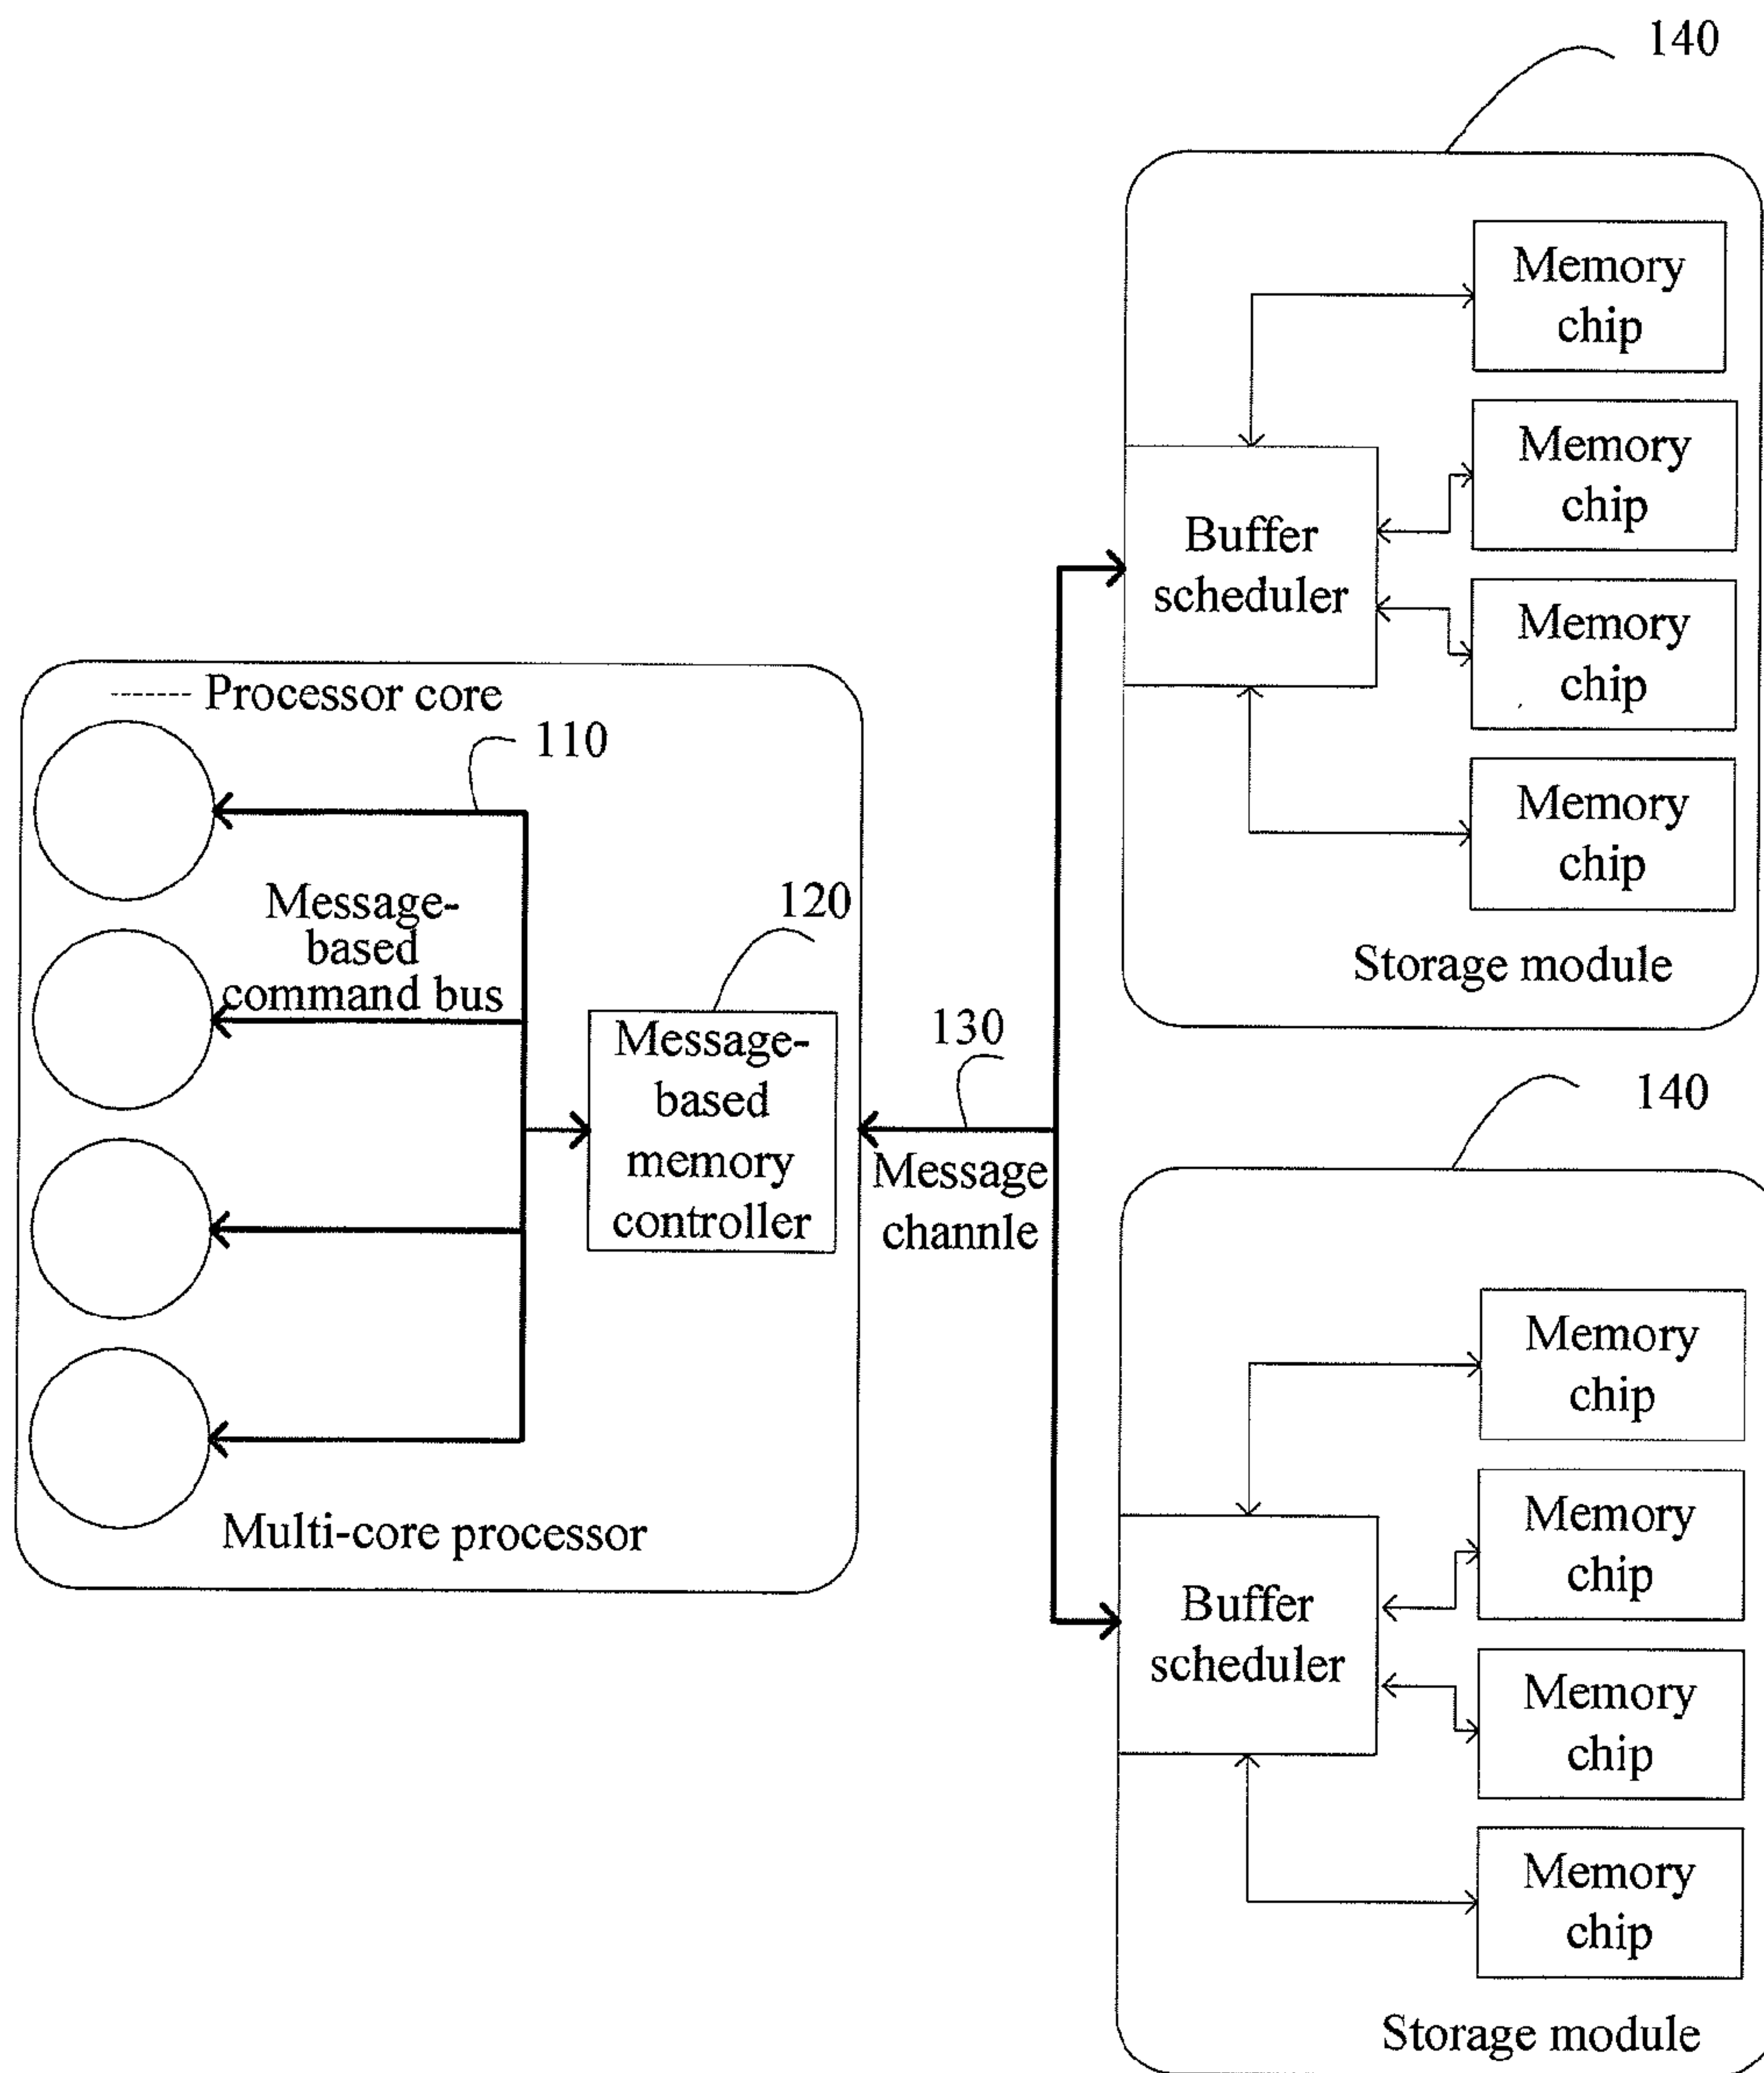 140
Memory
chip
Memory
chip
Buffer
scheduler
Memory
chip
Memory
chip
Storage module
Processor core
110
Message-
based
command bus
120
Message-
based
memory
controller
130
Message
channle
Multi-core processor
140
Memory
chip
Memory
chip
Buffer
scheduler
Memory
chip
Memory
chip
Storage module